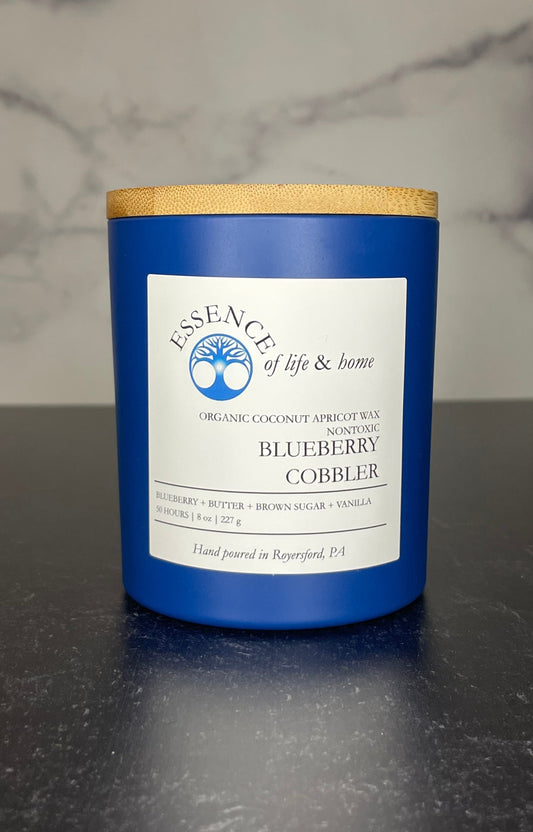 ESSENCE
of life & home
ORGANIC COCONUT APRICOT WAX
NONTOXIC
BLUEBERRY
COBBLER
BLUEBERRY + BUTTER + BROWN SUGAR + VANILLA
50 HOURS | 8 oz | 227 g
Hand poured in Royersford, PA